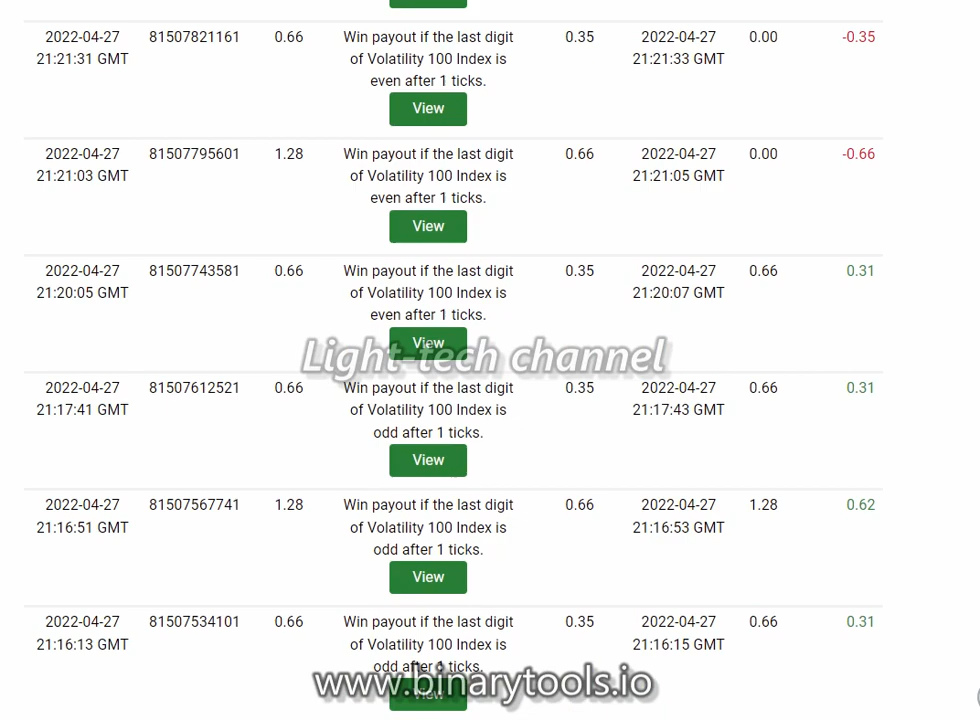 2022-04-27 81507821161 0.66 Win payout if the last digit 0.35 2022-04-27 0.00 -0.35
21:21:31 GMT of Volatility 100 Index is 21:21:33 GMT
even after 1 ticks.
View
2022-04-27 81507795601 1.28 Win payout if the last digit 0.66 2022-04-27 0.00 -0.66
21:21:03 GMT of Volatility 100 Index is 21:21:05 GMT
even after 1 ticks.
View
2022-04-27 81507743581 0.66 Win payout if the last digit 0.35 2022-04-27 0.66 0.31
21:20:05 GMT of Volatility 100 Index is 21:20:07 GMT
even after 1 ticks.
View
Light-tech channel
2022-04-27 81507612521 0.66 Win payout if the last digit 0.35 2022-04-27 0.66 0.31
21:17:41 GMT of Volatility 100 Index is 21:17:43 GMT
odd after 1 ticks.
View
2022-04-27 81507567741 1.28 Win payout if the last digit 0.66 2022-04-27 1.28 0.62
21:16:51 GMT of Volatility 100 Index is 21:16:53 GMT
odd after 1 ticks.
View
2022-04-27 81507534101 0.66 Win payout if the last digit 0.35 2022-04-27 0.66 0.31
21:16:13 GMT of Volatility 100 Index is 21:16:15 GMT
odd after 1 ticks.
www.binarytools.io
View